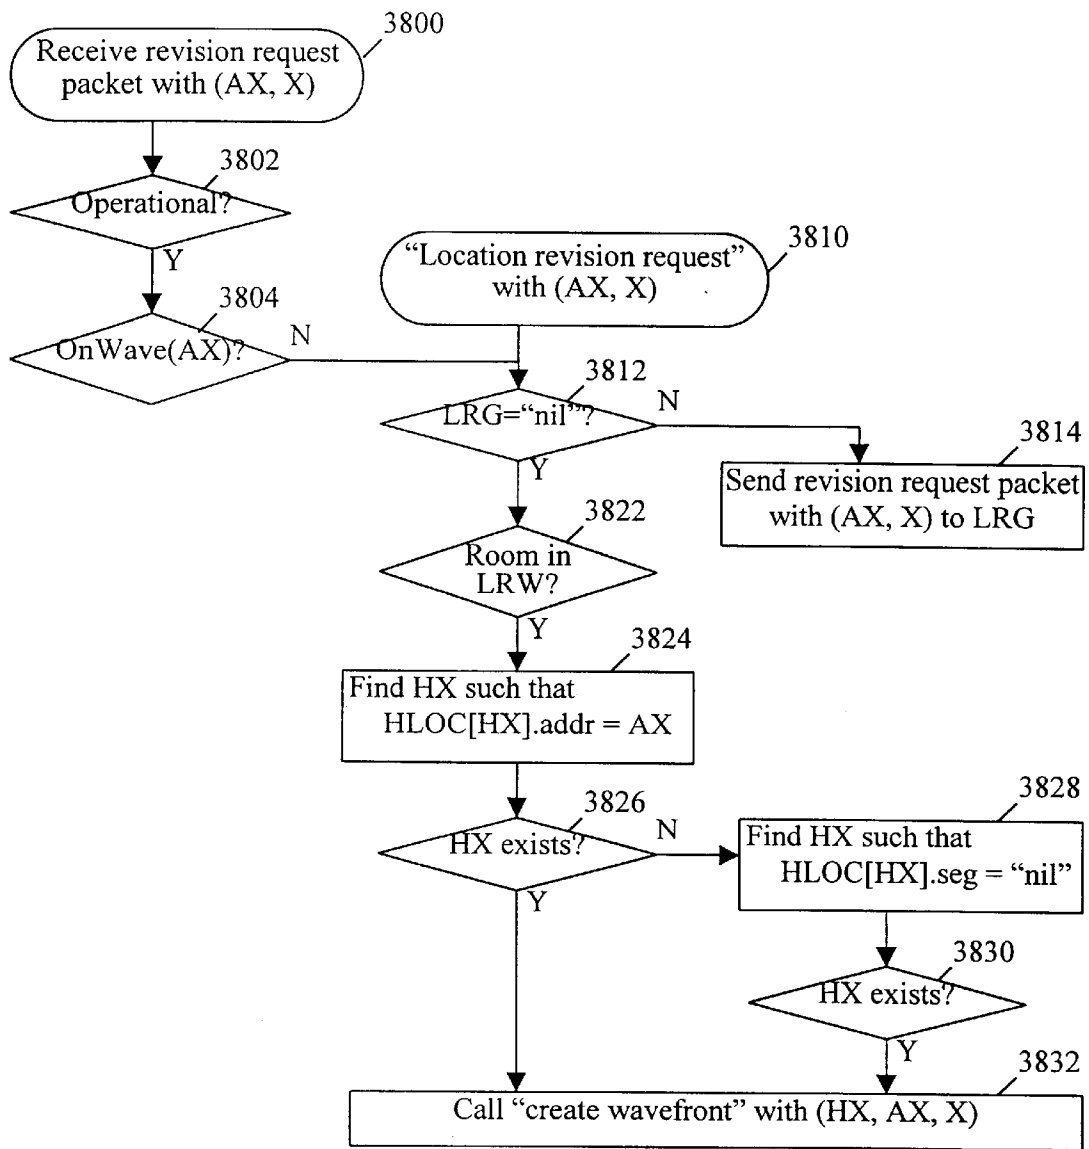 3800
Receive revision request
packet with (AX, X)
3802
Operational?
Y
3810
“Location revision request”
with (AX, X)
3804
OnWave(AX)?
N
3812
LRG=“nil”?
N
Y
3814
Send revision request packet
with (AX, X) to LRG
3822
Room in
LRW?
Y
3824
Find HX such that
HLOC[HX].addr = AX
3826
HX exists?
N
Y
3828
Find HX such that
HLOC[HX].seg = “nil”
3830
HX exists?
Y
3832
Call “create wavefront” with (HX, AX, X)